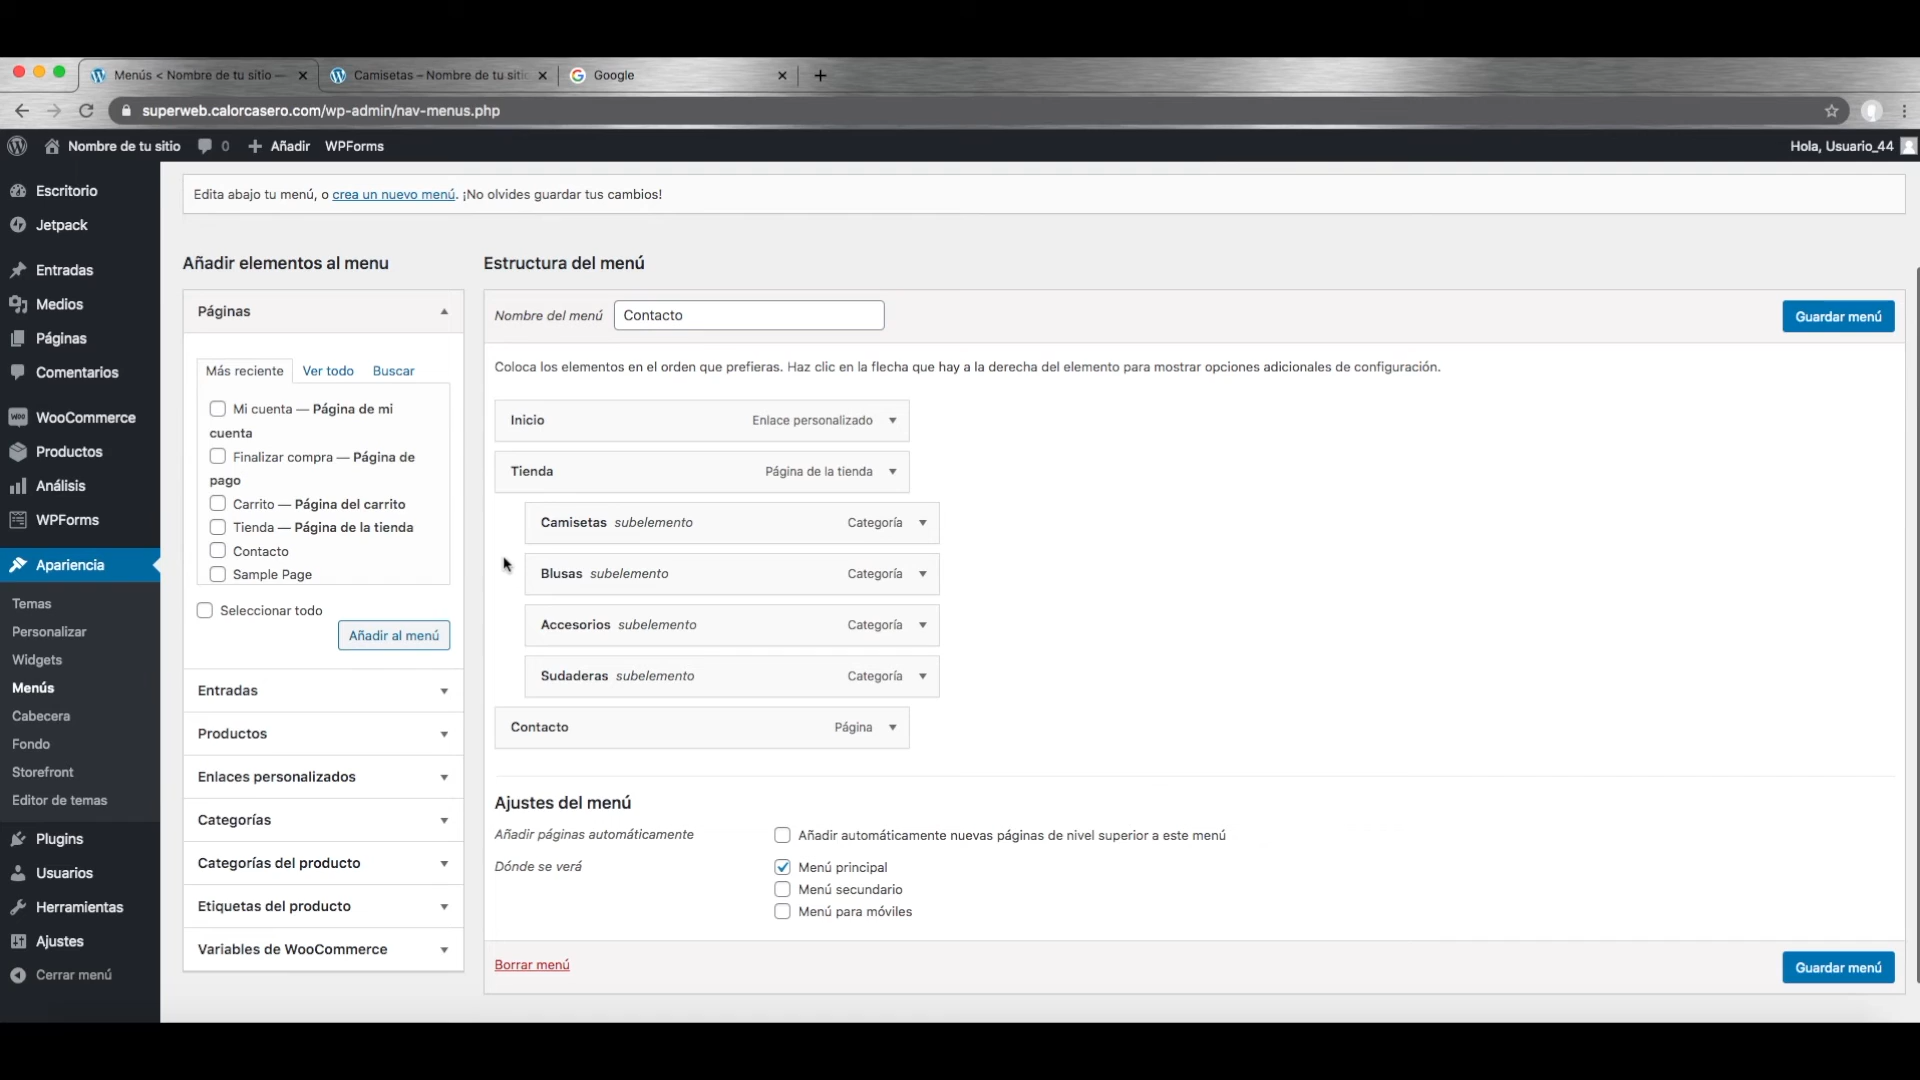 Menús < Nombre de tu sitio —
Camisetas – Nombre de tu sitio
Google
superweb.calorcasero.com/wp-admin/nav-menus.php
Nombre de tu sitio
0
Añadir
WPForms
Hola, Usuario_44
Escritorio
Jetpack
Entradas
Medios
Páginas
Comentarios
WooCommerce
Productos
Análisis
WPForms
Apariencia
Temas
Personalizar
Widgets
Menús
Cabecera
Fondo
Storefront
Editor de temas
Plugins
Usuarios
Herramientas
Ajustes
Cerrar menú
Edita abajo tu menú, o crea un nuevo menú. ¡No olvides guardar tus cambios!
Añadir elementos al menu
Páginas
Más reciente
Ver todo
Buscar
Mi cuenta — Página de mi
cuenta
Finalizar compra — Página de
pago
Carrito — Página del carrito
Tienda — Página de la tienda
Contacto
Sample Page
Seleccionar todo
Añadir al menú
Entradas
Productos
Enlaces personalizados
Categorías
Categorías del producto
Etiquetas del producto
Variables de WooCommerce
Estructura del menú
Nombre del menú
Contacto
Guardar menú
Coloca los elementos en el orden que prefieras. Haz clic en la flecha que hay a la derecha del elemento para mostrar opciones adicionales de configuración.
Inicio Enlace personalizado
Tienda Página de la tienda
Camisetas subelemento Categoría
Blusas subelemento Categoría
Accesorios subelemento Categoría
Sudaderas subelemento Categoría
Contacto Página
Ajustes del menú
Añadir páginas automáticamente
Añadir automáticamente nuevas páginas de nivel superior a este menú
Dónde se verá
Menú principal
Menú secundario
Menú para móviles
Borrar menú
Guardar menú